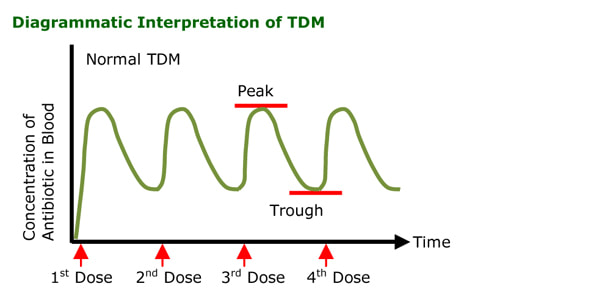 Diagrammatic Interpretation of TDM
Normal TDM
Peak
Concentration of
Antibiotic in Blood
Trough
Time
1st Dose
2nd Dose
3rd Dose
4th Dose